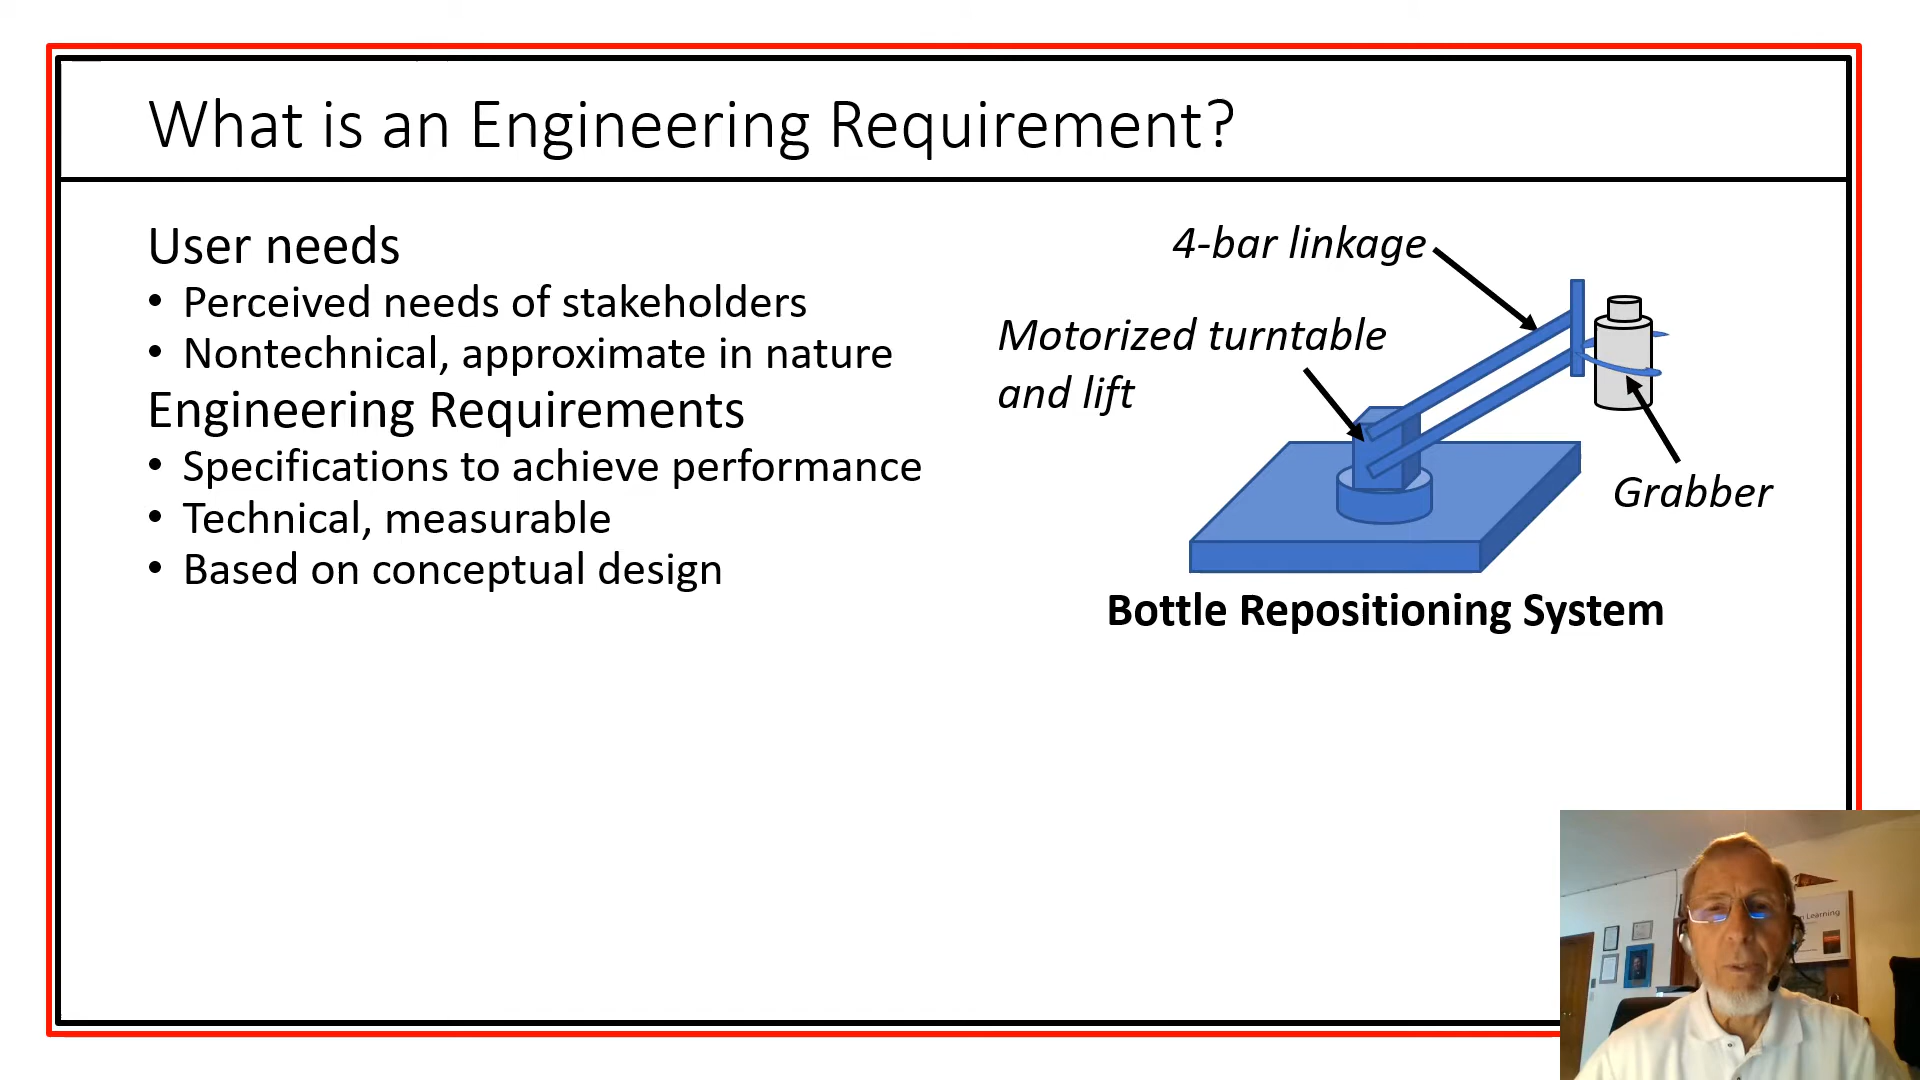 What is an Engineering Requirement?
User needs
• Perceived needs of stakeholders
• Nontechnical, approximate in nature
Engineering Requirements
• Specifications to achieve performance
• Technical, measurable
• Based on conceptual design
4-bar linkage
Motorized turntable
and lift
Grabber
Bottle Repositioning System
Learning